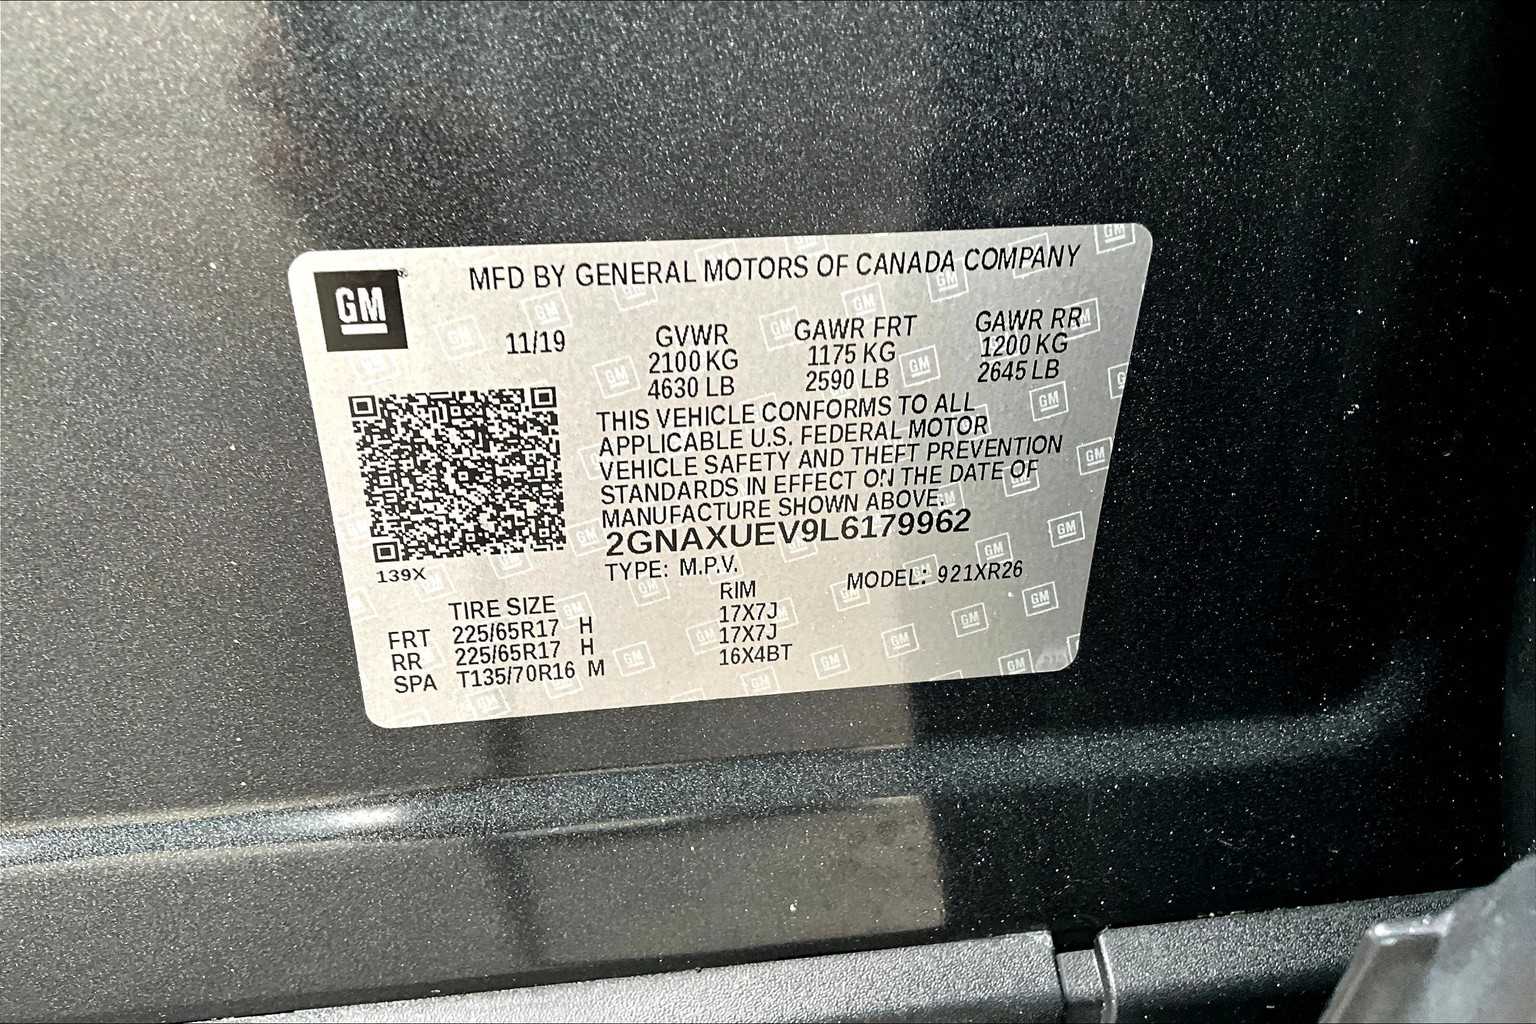 GM
MFD BY GENERAL MOTORS OF CANADA COMPANY
11/19
GVWR GAWR FRT GAWR RR
2100 KG 1175 KG 1200 KG
4630 LB 2590 LB 2645 LB
THIS VEHICLE CONFORMS TO ALL
APPLICABLE U.S. FEDERAL MOTOR
VEHICLE SAFETY AND THEFT PREVENTION
STANDARDS IN EFFECT ON THE DATE OF
MANUFACTURE SHOWN ABOVE.
2GNAXUEV9L6179962
139X
TYPE: M.P.V. MODEL: 921XR26
TIRE SIZE RIM
FRT 225/65R17 H 17X7J
RR 225/65R17 H 17X7J
SPA T135/70R16 M 16X4BT